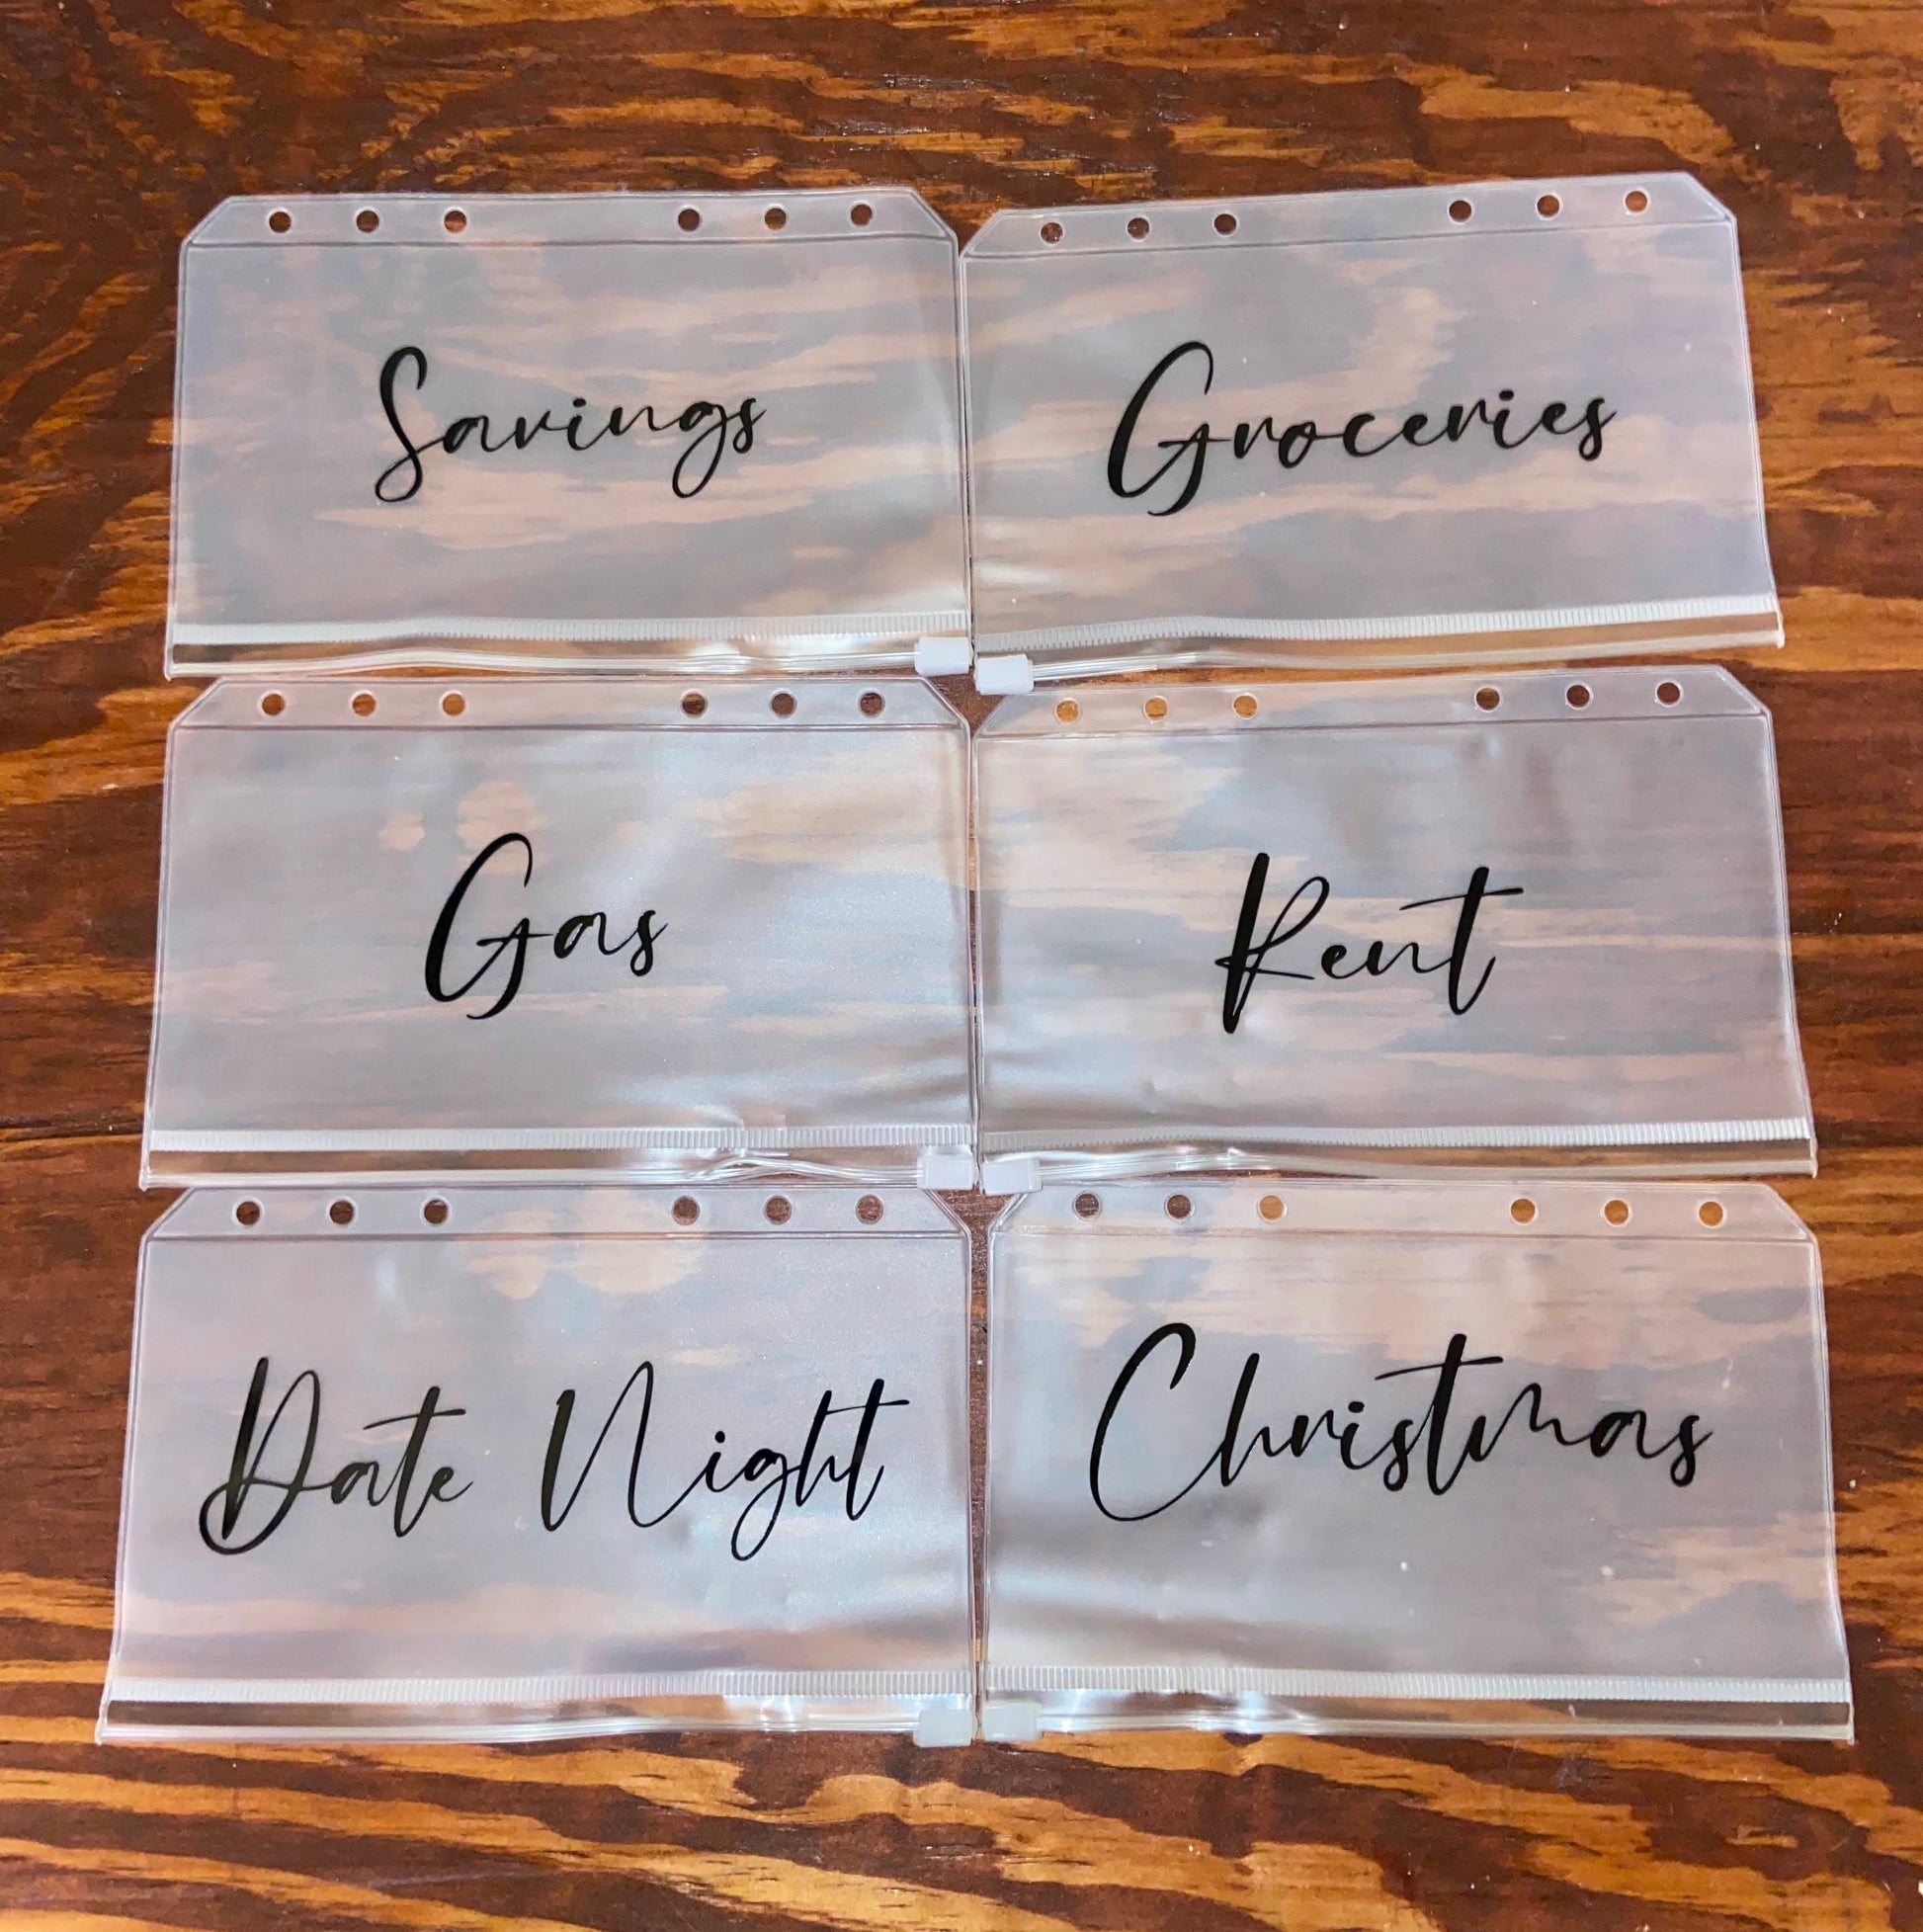 Savings
Groceries
Gas
Rent
Date Night
Christmas